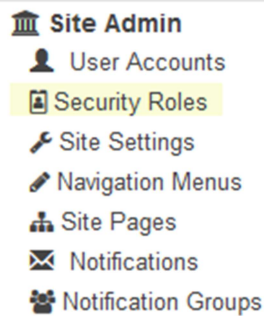 Site Admin
User Accounts
Security Roles
Site Settings
Navigation Menus
Site Pages
Notifications
Notification Groups